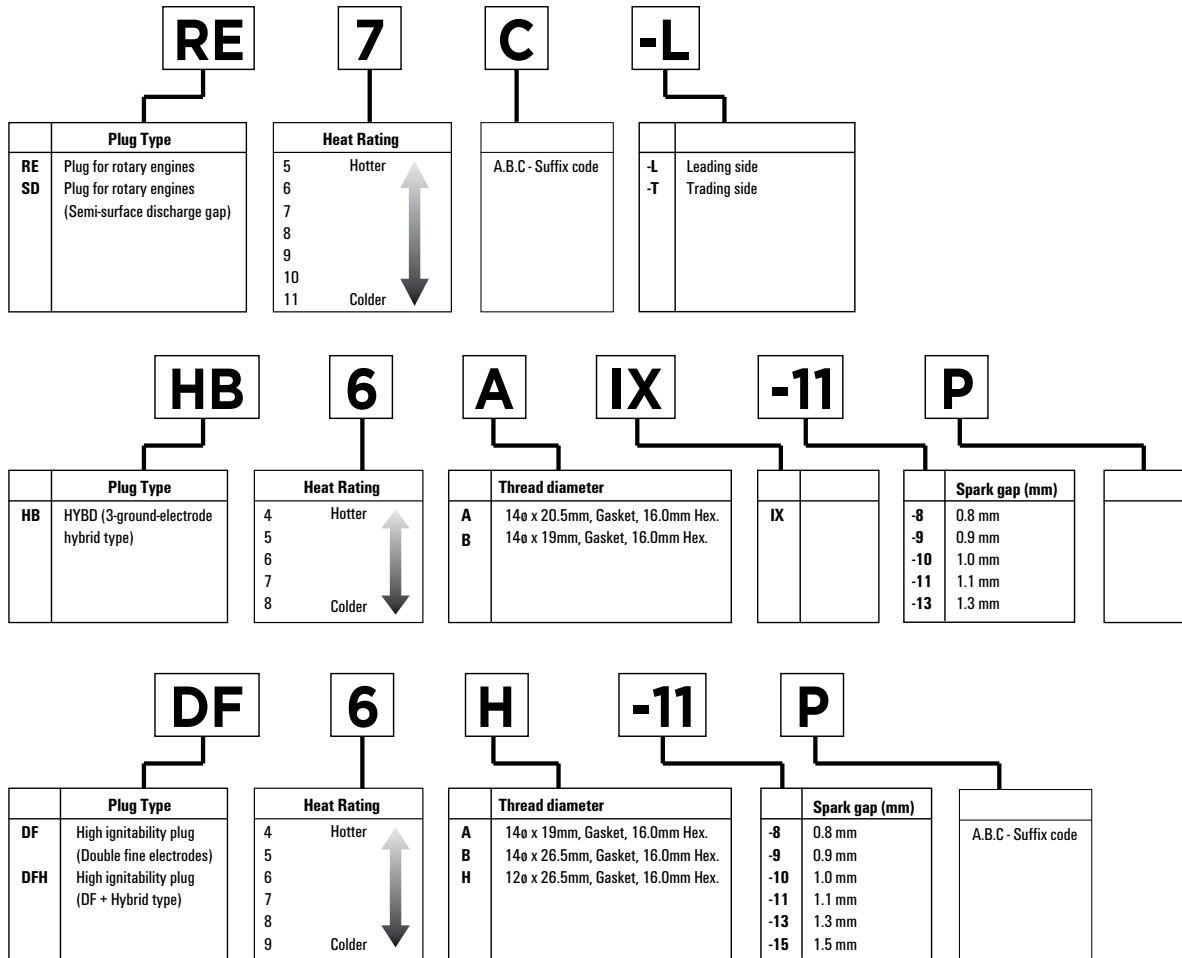 RE 7 C -L
Plug Type
RE Plug for rotary engines
SD Plug for rotary engines
(Semi-surface discharge gap)
Heat Rating
5 Hotter
6
7
8
9
10
11 Colder
A.B.C - Suffix code
-L Leading side
-T Trading side
HB 6 A IX -11 P
Plug Type
HB HYBD (3-ground-electrode
hybrid type)
Heat Rating
4 Hotter
5
6
7
8 Colder
Thread diameter
A 14ø x 20.5mm, Gasket, 16.0mm Hex.
B 14ø x 19mm, Gasket, 16.0mm Hex.
IX
Spark gap (mm)
-8 0.8 mm
-9 0.9 mm
-10 1.0 mm
-11 1.1 mm
-13 1.3 mm
DF 6 H -11 P
Plug Type
DF High ignitability plug
(Double fine electrodes)
DFH High ignitability plug
(DF + Hybrid type)
Heat Rating
4 Hotter
5
6
7
8
9 Colder
Thread diameter
A 14ø x 19mm, Gasket, 16.0mm Hex.
B 14ø x 26.5mm, Gasket, 16.0mm Hex.
H 12ø x 26.5mm, Gasket, 16.0mm Hex.
Spark gap (mm)
-8 0.8 mm
-9 0.9 mm
-10 1.0 mm
-11 1.1 mm
-13 1.3 mm
-15 1.5 mm
A.B.C - Suffix code